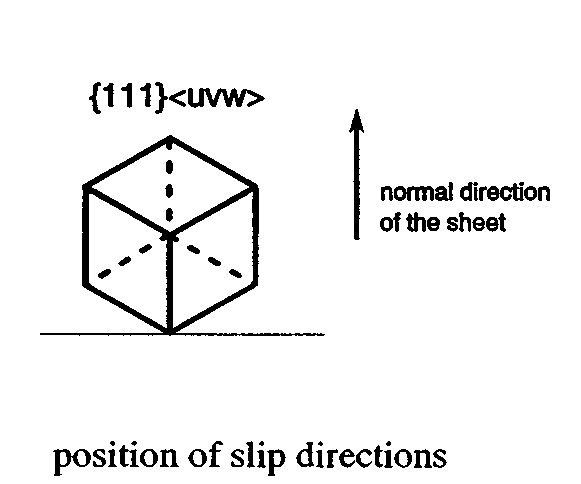 {111}<uvw>
normal direction
of the sheet
position of slip directions